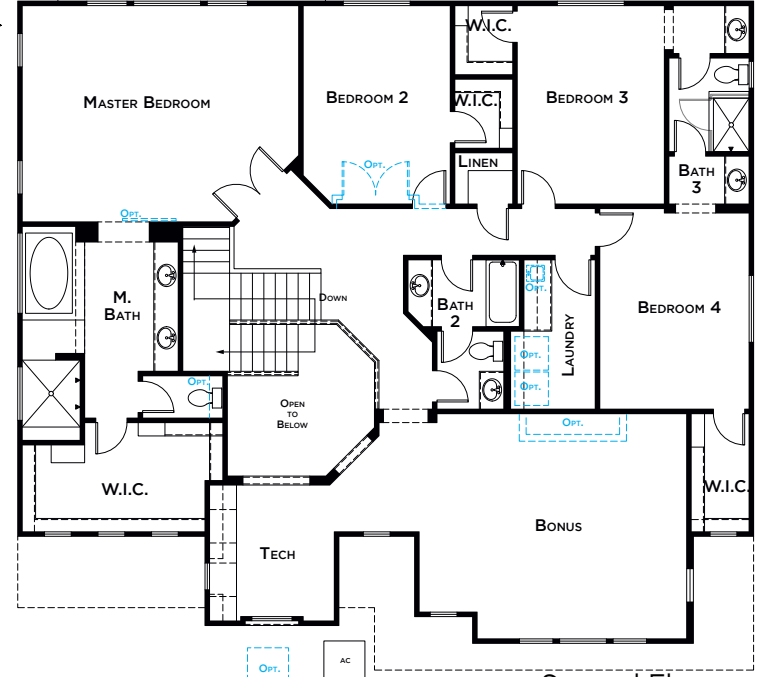 W.I.C.
Master Bedroom
Bedroom 2
W.I.C.
Bedroom 3
Opt.
Linen
Bath
3
Opt.
M.
Bath
Down
Bath
2
Opt.
Laundry
Bedroom 4
Opt.
Opt.
Opt.
Open
to
Below
Opt.
W.I.C.
W.I.C.
Bonus
Tech
Opt.
AC